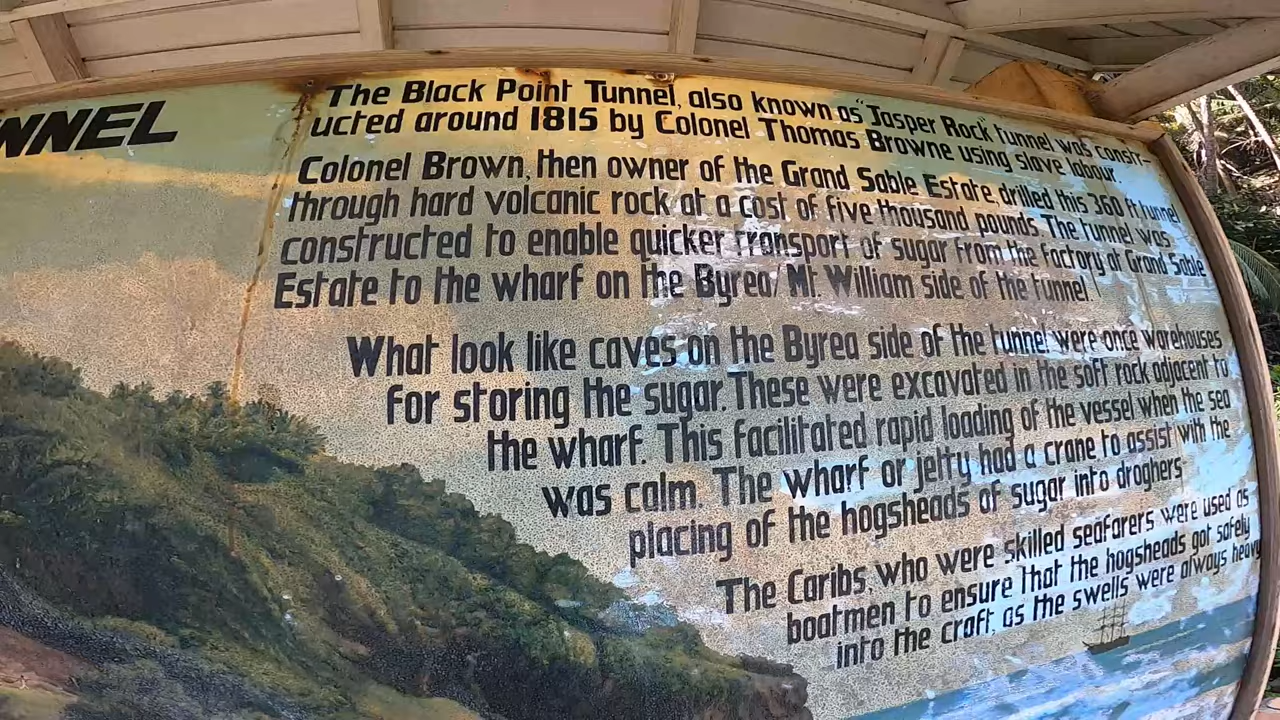 NNEL
The Black Point Tunnel, also known as "Jasper Rock" tunnel was constr-
ucted around 1815 by Colonel Thomas Browne using slave labour.
Colonel Brown, then owner of the Grand Sable Estate, drilled this 360 ft tunnel
through hard volcanic rock at a cost of five thousand pounds. The tunnel was
constructed to enable quicker transport of sugar from the factory at Grand Sable
Estate to the wharf on the Byrea/ Mt. William side of the tunnel.
What look like caves on the Byrea side of the tunnel were once warehouses
for storing the sugar. These were excavated in the soft rock adjacent to
the wharf. This facilitated rapid loading of the vessel when the sea
was calm. The wharf or jetty had a crane to assist with the
placing of the hogsheads of sugar into droghers
The Caribs, who were skilled seafarers were used as
boatmen to ensure that the hogsheads got safely
into the craft, as the swells were always heavy